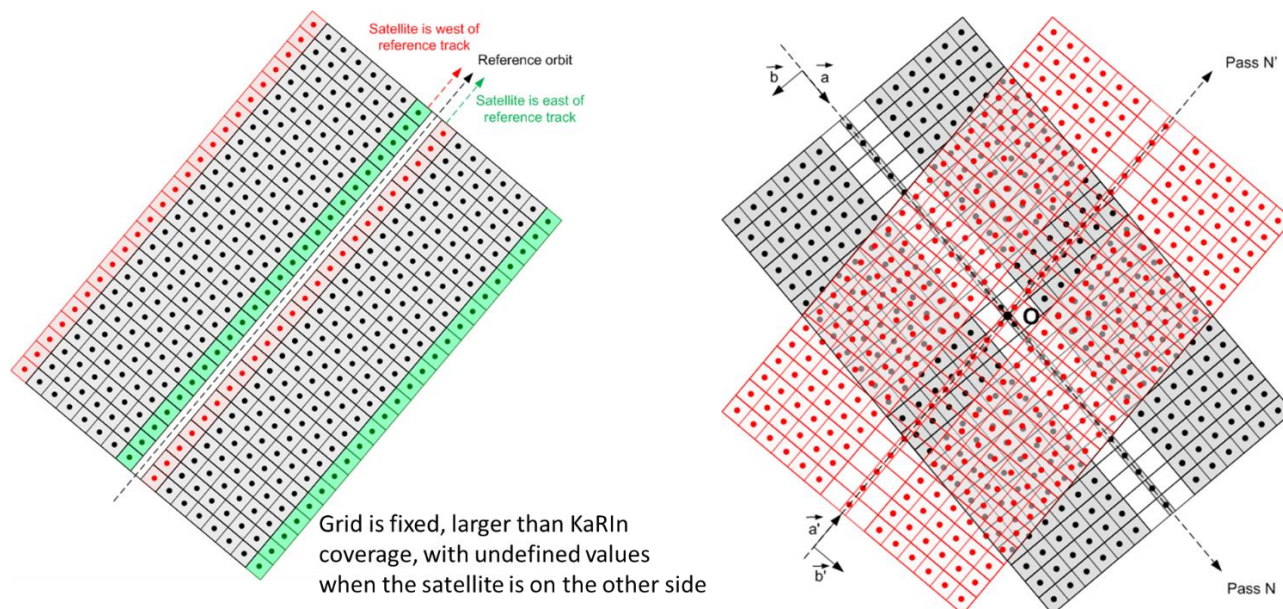 Satellite is west of
reference track
Reference orbit
Satellite is east of
reference track
Grid is fixed, larger than KaRIn
coverage, with undefined values
when the satellite is on the other side
b
a
Pass N'
O
a'
b'
Pass N